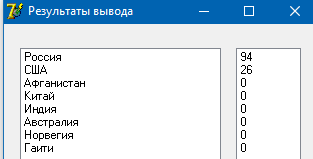 Результаты вывода
Россия 94
США 26
Афганистан 0
Китай 0
Индия 0
Австралия 0
Норвегия 0
Гаити 0